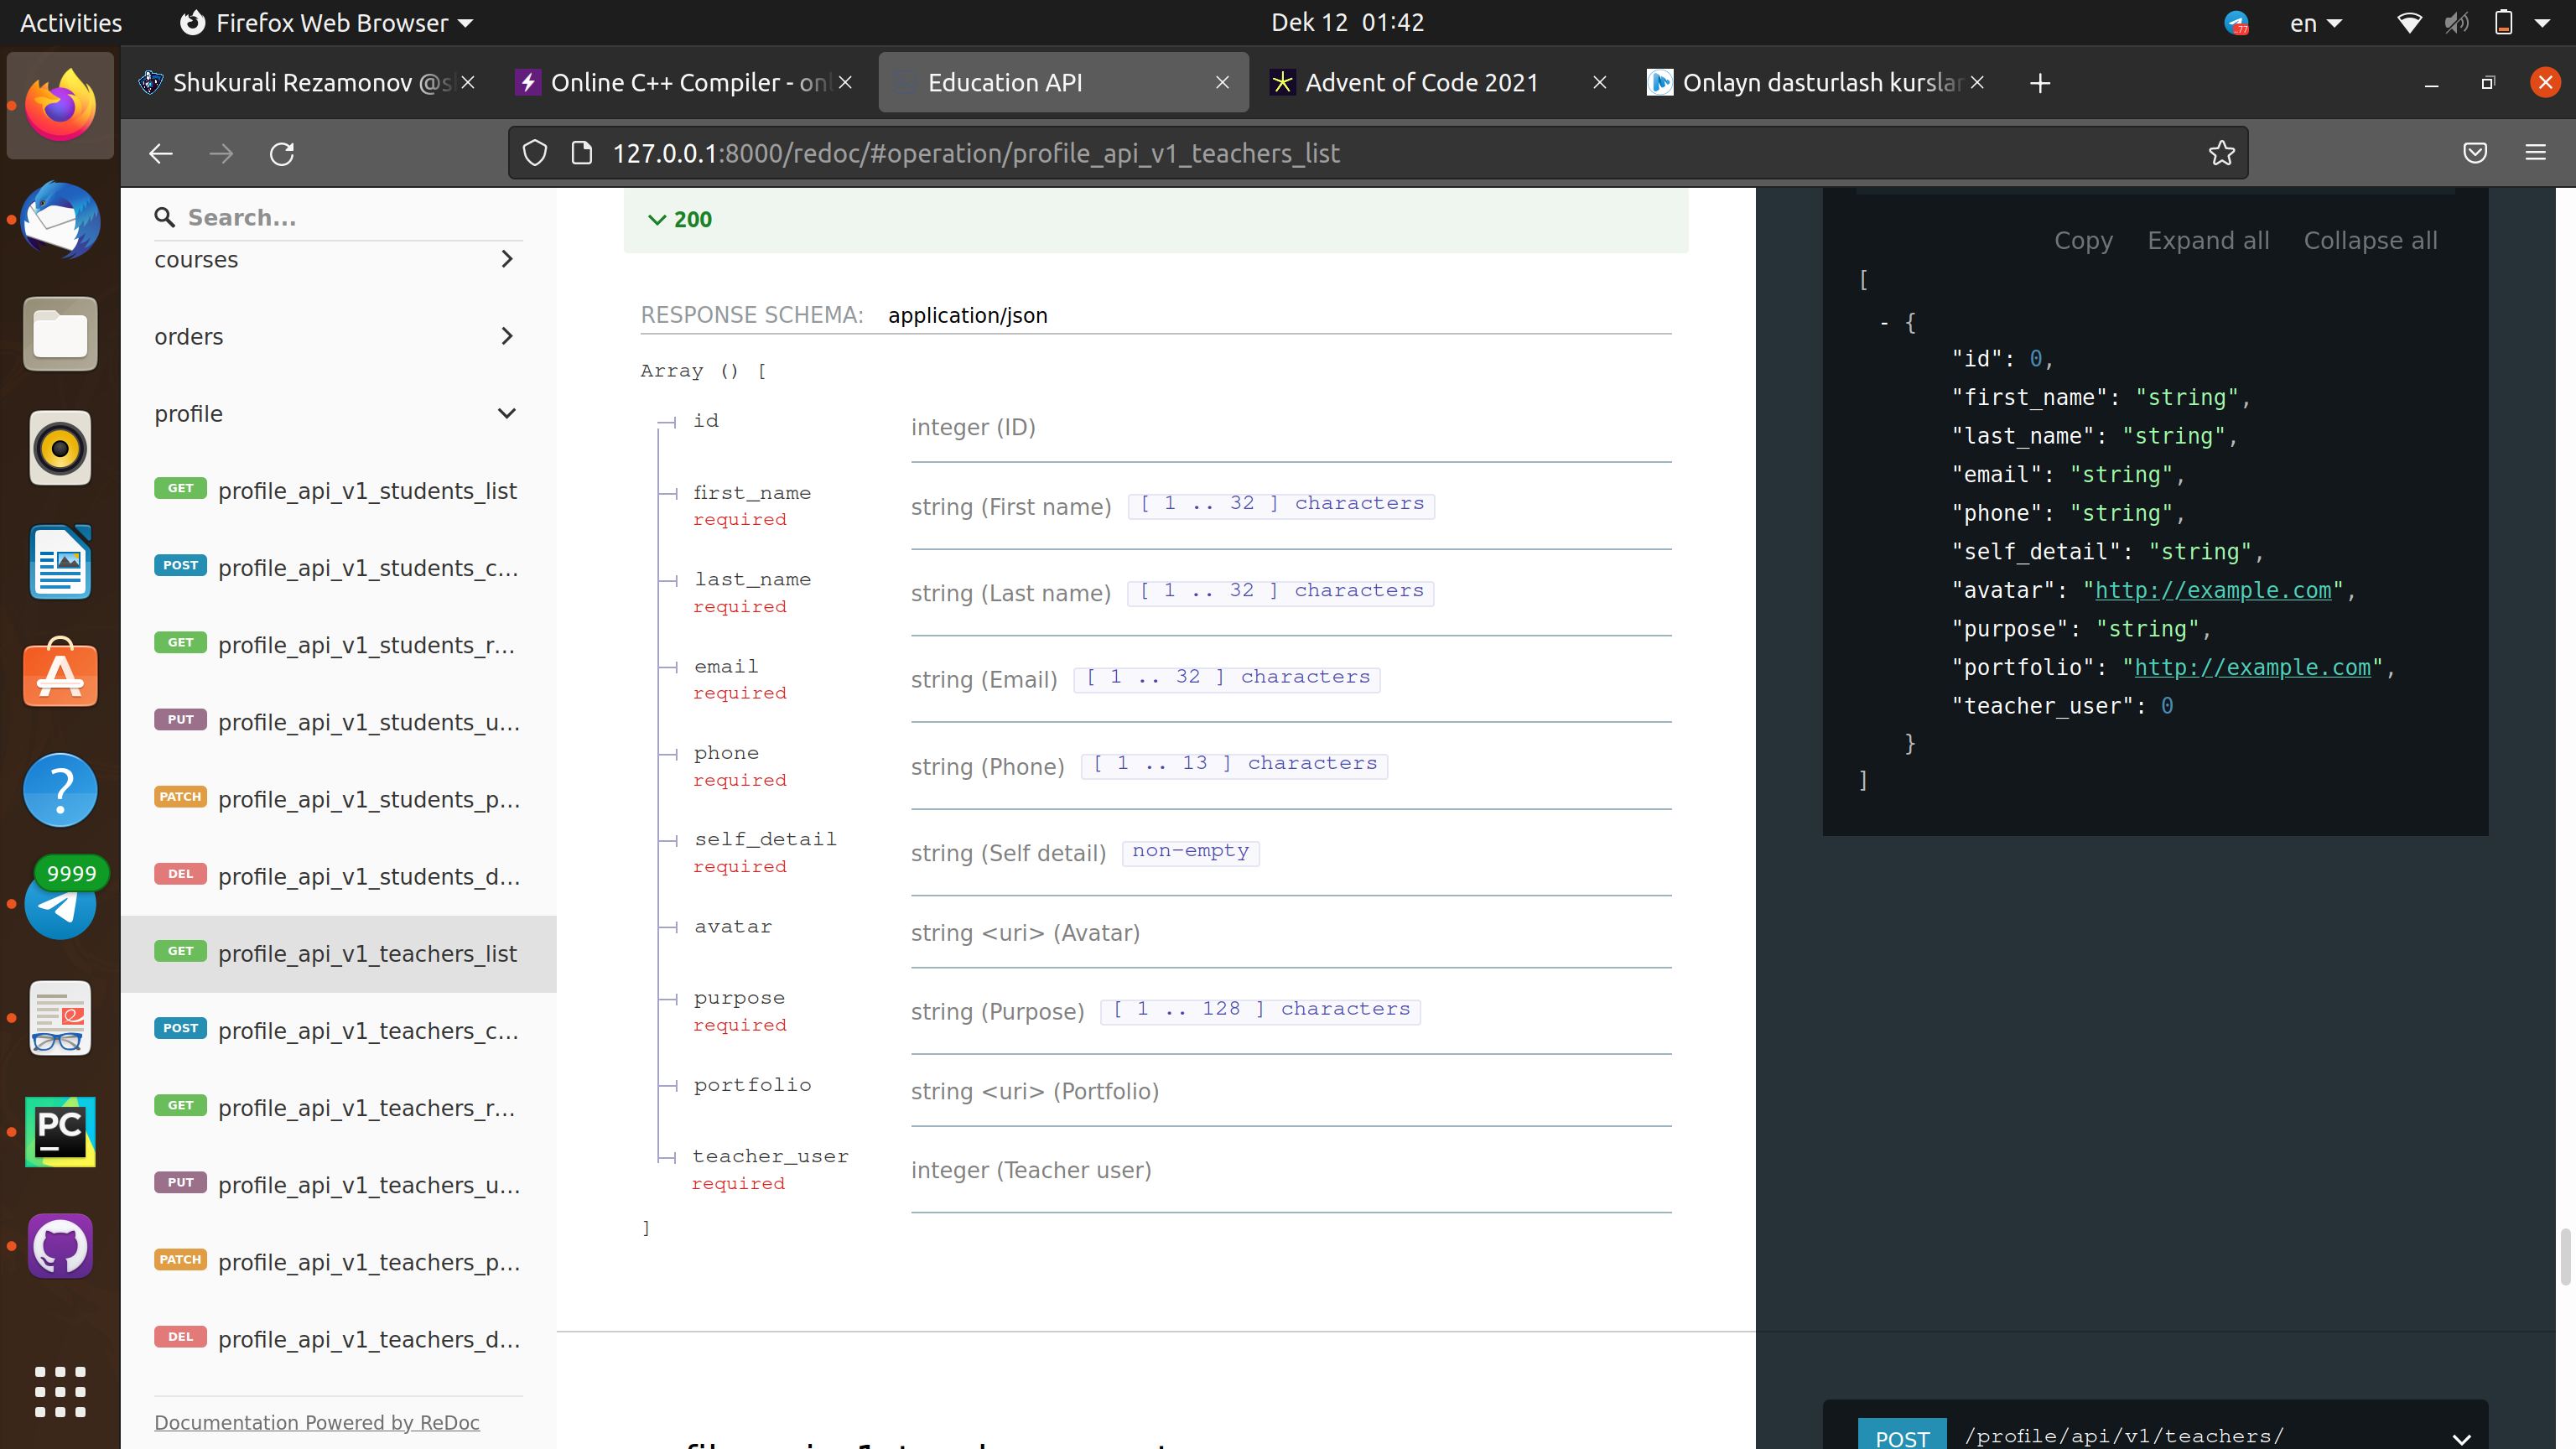 Activities
Firefox Web Browser
Dek 12 01:42
en
Shukurali Rezamonov @s
Online C++ Compiler - onl
Education API
Advent of Code 2021
Onlayn dasturlash kurslar
127.0.0.1:8000/redoc/#operation/profile_api_v1_teachers_list
Search...
courses
orders
profile
GET profile_api_v1_students_list
POST profile_api_v1_students_c...
GET profile_api_v1_students_r...
PUT profile_api_v1_students_u...
PATCH profile_api_v1_students_p...
DEL profile_api_v1_students_d...
GET profile_api_v1_teachers_list
POST profile_api_v1_teachers_c...
GET profile_api_v1_teachers_r...
PUT profile_api_v1_teachers_u...
PATCH profile_api_v1_teachers_p...
DEL profile_api_v1_teachers_d...
Documentation Powered by ReDoc
9999
PC
200
RESPONSE SCHEMA: application/json
Array () [
id integer (ID)
first_name string (First name) [ 1 .. 32 ] characters
required
last_name string (Last name) [ 1 .. 32 ] characters
required
email string (Email) [ 1 .. 32 ] characters
required
phone string (Phone) [ 1 .. 13 ] characters
required
self_detail string (Self detail) non-empty
required
avatar string <uri> (Avatar)
purpose string (Purpose) [ 1 .. 128 ] characters
required
portfolio string <uri> (Portfolio)
teacher_user integer (Teacher user)
required
]
Copy Expand all Collapse all
[
- {
"id": 0,
"first_name": "string",
"last_name": "string",
"email": "string",
"phone": "string",
"self_detail": "string",
"avatar": "http://example.com",
"purpose": "string",
"portfolio": "http://example.com",
"teacher_user": 0
}
]
POST /profile/api/v1/teachers/